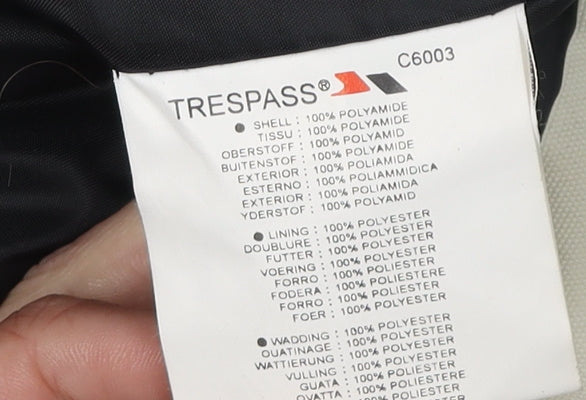 C6003
TRESPASS®
● SHELL : 100% POLYAMIDE
TISSU : 100% POLYAMIDE
OBERSTOFF : 100% POLYAMID
BUITENSTOF : 100% POLYAMIDE
EXTERIOR : 100% POLIAMIDA
ESTERNO : 100% POLIAMMIDICA
EXTERIOR : 100% POLIAMIDA
YDERSTOF : 100% POLYAMID
● LINING : 100% POLYESTER
DOUBLURE : 100% POLYESTER
FUTTER : 100% POLYESTER
VOERING : 100% POLYESTER
FORRO : 100% POLIESTER
FODERA : 100% POLIESTERE
FORRO : 100% POLIESTER
FOER : 100% POLYESTER
● WADDING : 100% POLYESTER
OUATINAGE : 100% POLYESTER
WATTIERUNG : 100% POLYESTER
VULLING : 100% POLYESTER
GUATA : 100% POLIESTER
OVATTA : 100% POLIESTERE